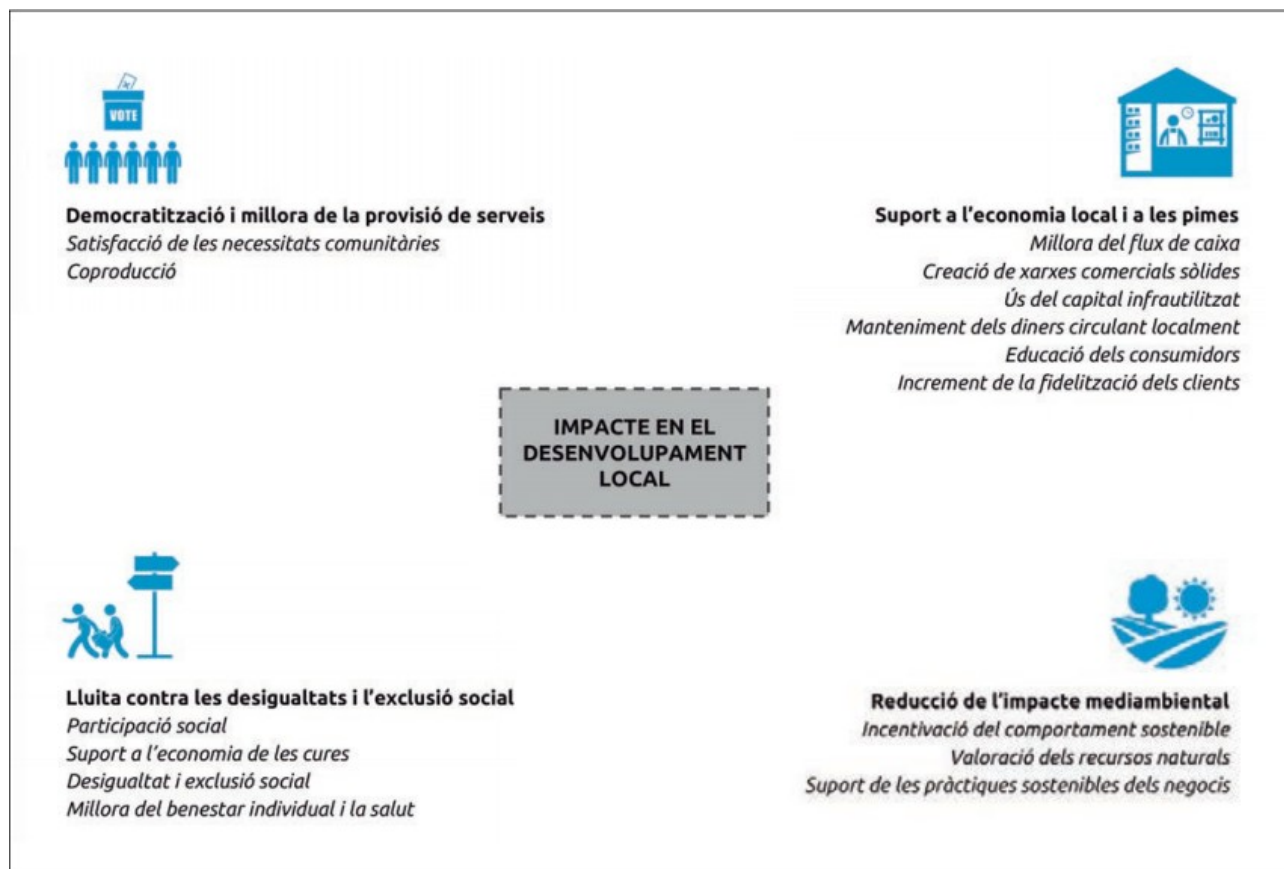 VOTE
Democratització i millora de la provisió de serveis
Satisfacció de les necessitats comunitàries
Coproducció
Suport a l'economia local i a les pimes
Millora del flux de caixa
Creació de xarxes comercials sòlides
Ús del capital infrautilitzat
Manteniment dels diners circulant localment
Educació dels consumidors
Increment de la fidelització dels clients
IMPACTE EN EL
DESENVOLUPAMENT
LOCAL
Lluita contra les desigualtats i l'exclusió social
Participació social
Suport a l'economia de les cures
Desigualtat i exclusió social
Millora del benestar individual i la salut
Reducció de l'impacte mediambiental
Incentivació del comportament sostenible
Valoració dels recursos naturals
Suport de les pràctiques sostenibles dels negocis